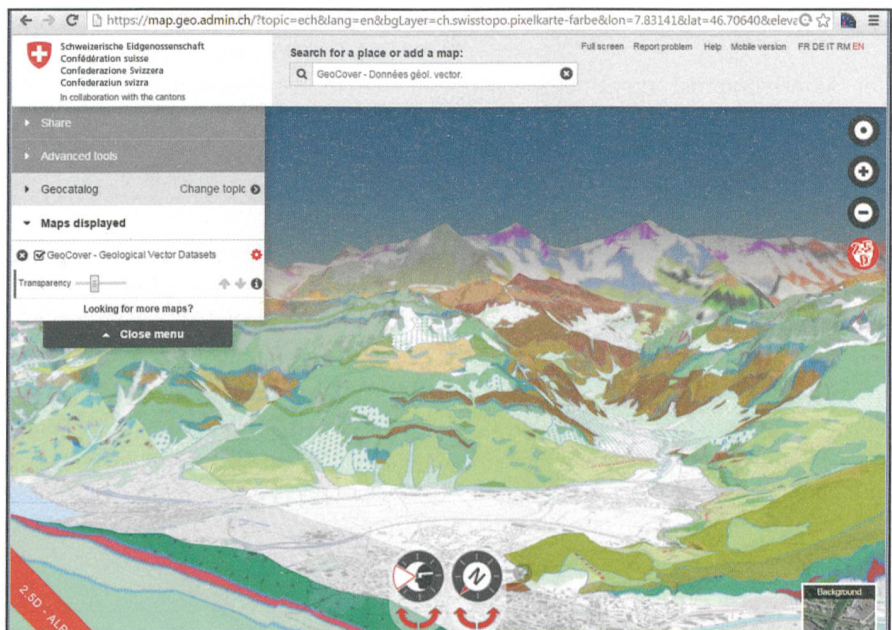 https://map.geo.admin.ch/?topic=ech&lang=en&bgLayer=ch.swisstopo.pixelkarte-farbe&lon=7.83141&lat=46.70640&eleva
Schweizerische Eidgenossenschaft
Confédération suisse
Confederazione Svizzera
Confederaziun svizra
In collaboration with the cantons
Search for a place or add a map:
GeoCover - Données géol. vector.
Full screen Report problem Help Mobile version FR DE IT RM EN
Share
Advanced tools
Geocatalog Change topic
Maps displayed
GeoCover - Geological Vector Datasets
Transparency
Looking for more maps?
Close menu
2.5D
N
2.5D - ALP
Background